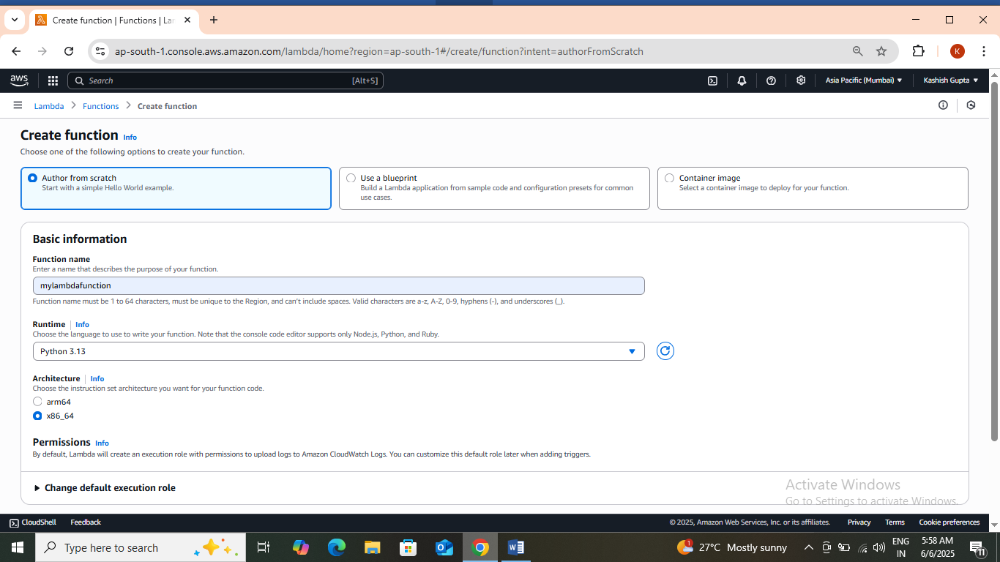 Create function | Functions | La
ap-south-1.console.aws.amazon.com/lambda/home?region=ap-south-1#/create/function?intent=authorFromScratch
K
aws
Search
[Alt+S]
Asia Pacific (Mumbai)
Kashish Gupta
Lambda > Functions > Create function
Create function Info
Choose one of the following options to create your function.
Author from scratch
Start with a simple Hello World example.
Use a blueprint
Build a Lambda application from sample code and configuration presets for common
use cases.
Container image
Select a container image to deploy for your function.
Basic information
Function name
Enter a name that describes the purpose of your function.
mylambdafunction
Function name must be 1 to 64 characters, must be unique to the Region, and can't include spaces. Valid characters are a-z, A-Z, 0-9, hyphens (-), and underscores (_).
Runtime | Info
Choose the language to use to write your function. Note that the console code editor supports only Node.js, Python, and Ruby.
Python 3.13
Architecture | Info
Choose the instruction set architecture you want for your function code.
arm64
x86_64
Permissions Info
By default, Lambda will create an execution role with permissions to upload logs to Amazon CloudWatch Logs. You can customize this default role later when adding triggers.
Change default execution role
Activate Windows
Go to Settings to activate Windows.
CloudShell Feedback
© 2025, Amazon Web Services, Inc. or its affiliates. Privacy Terms Cookie preferences
Type here to search
1
27°C Mostly sunny
ENG
IN
5:58 AM
6/6/2025
11